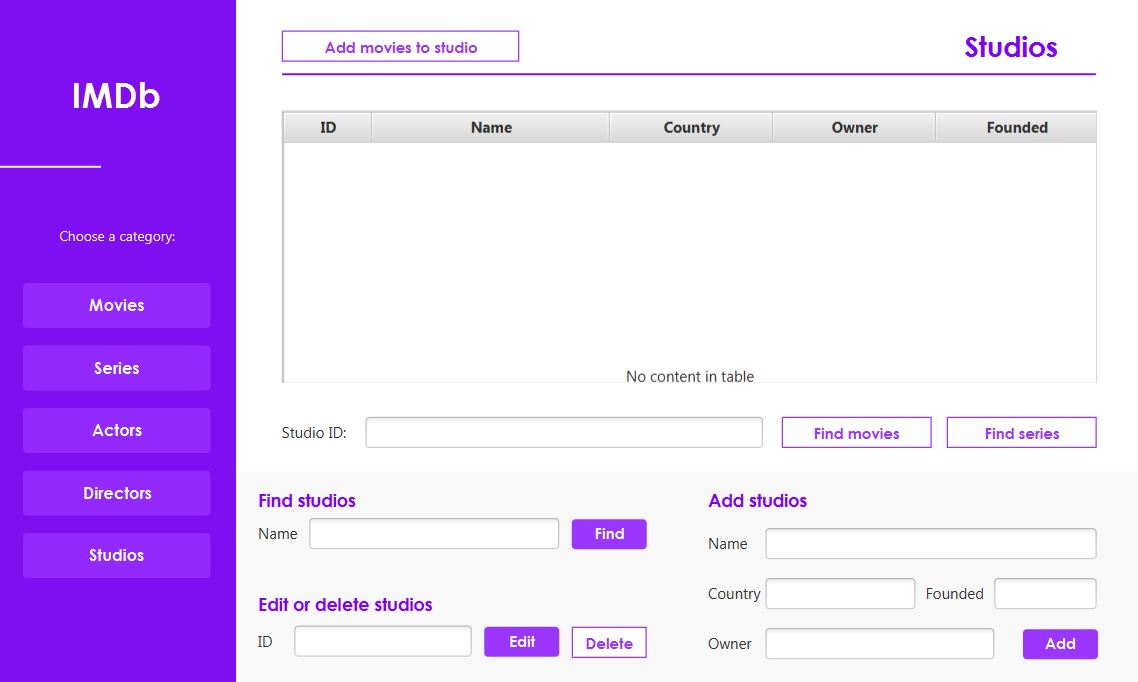 IMDb
Choose a category:
Movies
Series
Actors
Directors
Studios
Add movies to studio
Studios
ID Name Country Owner Founded
No content in table
Studio ID:
Find movies
Find series
Find studios
Name
Find
Edit or delete studios
ID
Edit
Delete
Add studios
Name
Country
Founded
Owner
Add